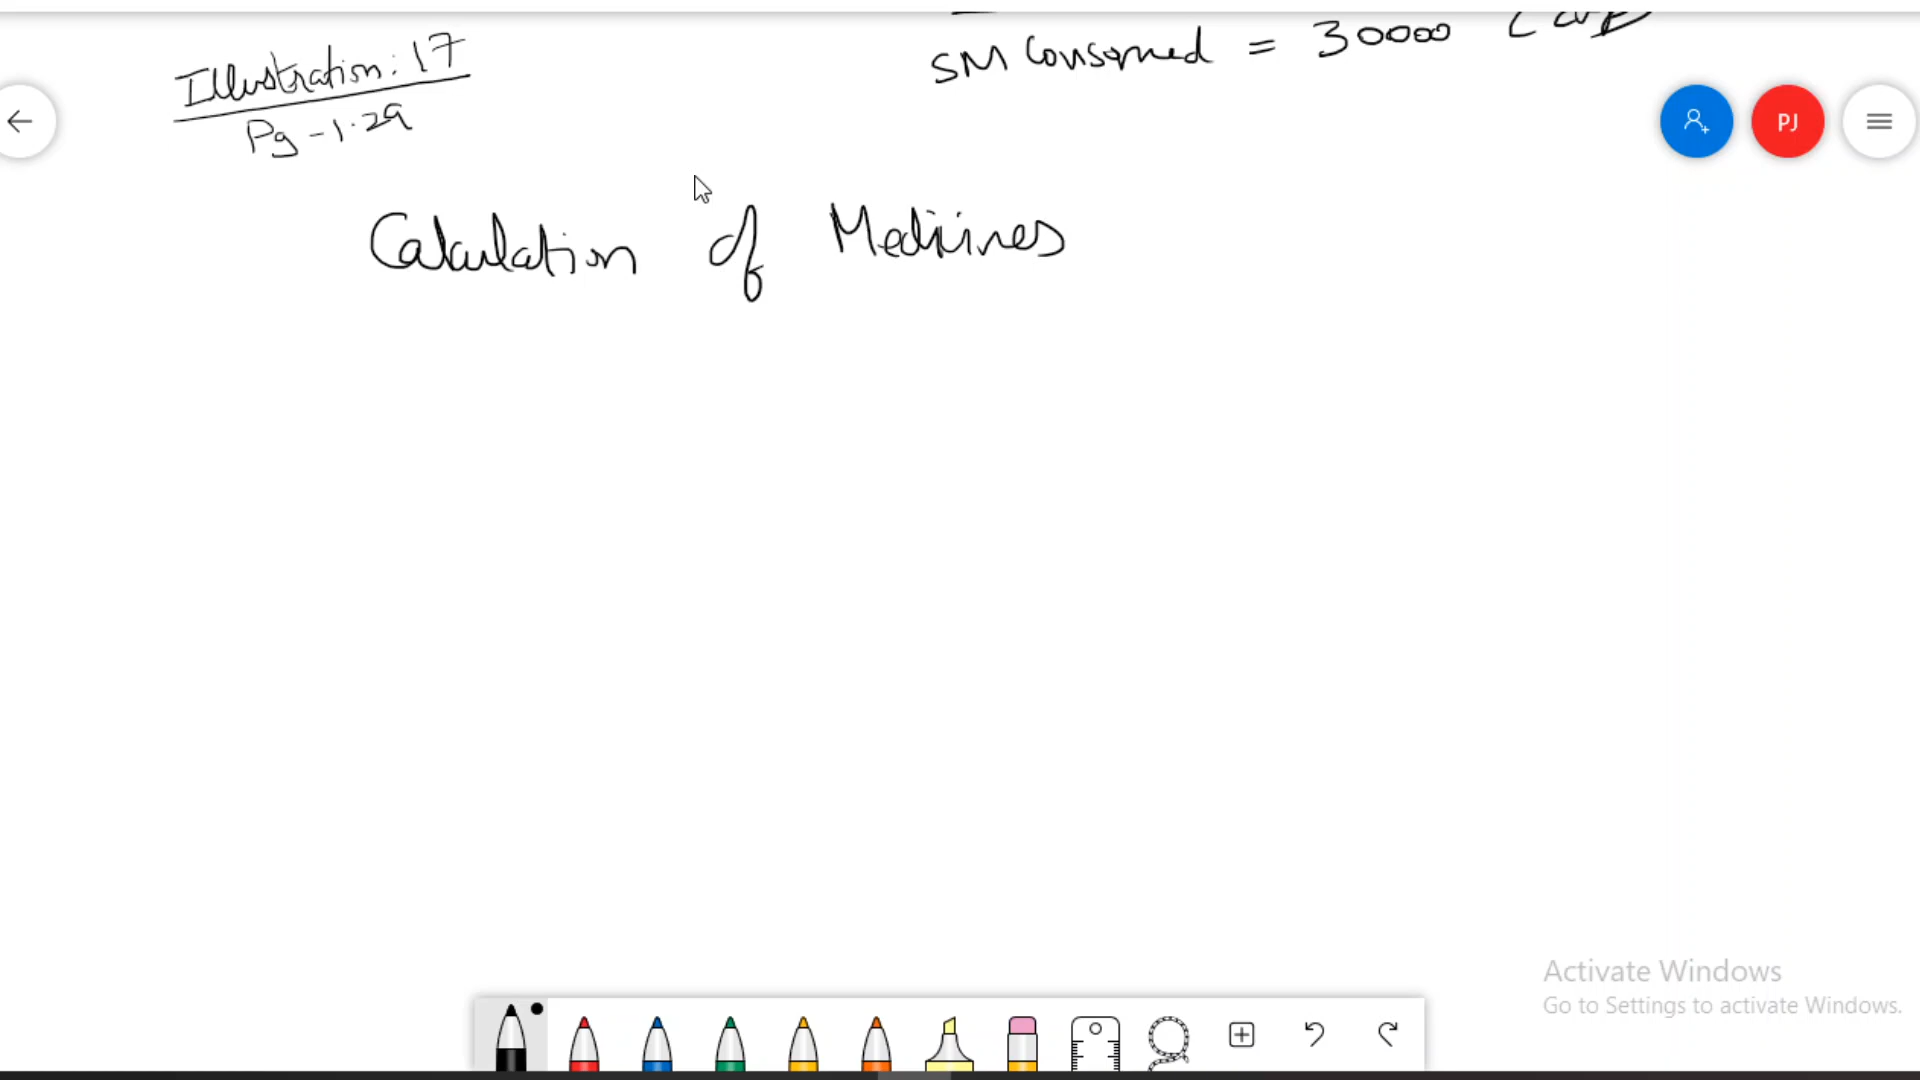 SM Consomed = 30000
Illustration: 17
Pg - 1.29
PJ
Calculation of Medicines
Activate Windows
Go to Settings to activate Windows.